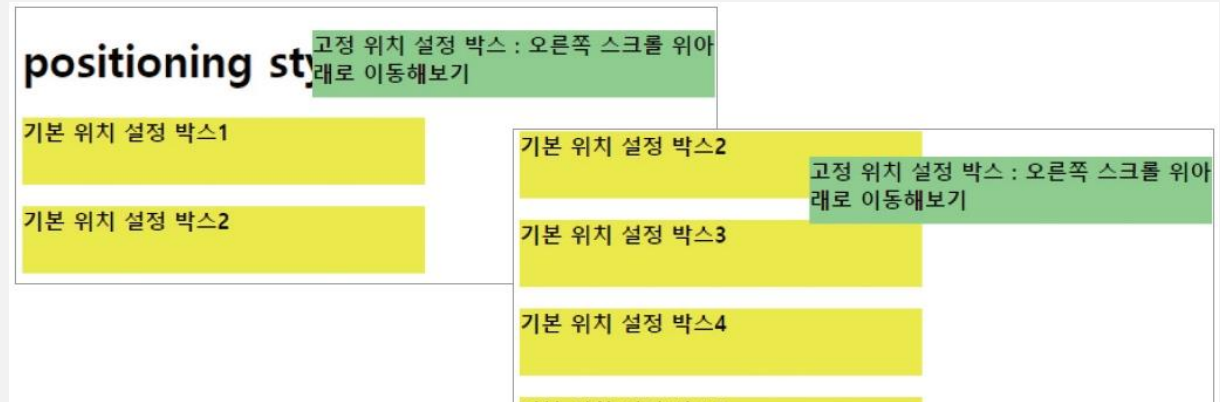 positioning sty
고정 위치 설정 박스 : 오른쪽 스크롤 위아
래로 이동해보기
기본 위치 설정 박스1
기본 위치 설정 박스2
기본 위치 설정 박스2
고정 위치 설정 박스 : 오른쪽 스크롤 위아
래로 이동해보기
기본 위치 설정 박스3
기본 위치 설정 박스4